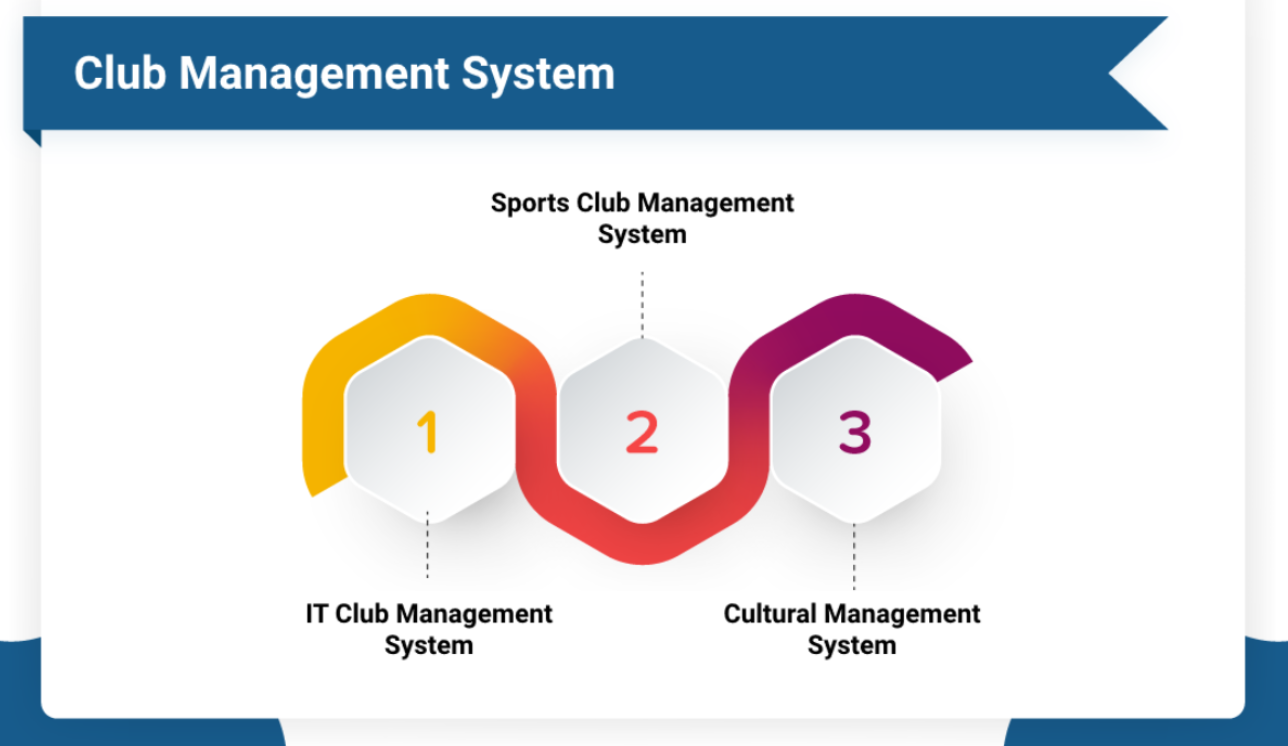 Club Management System
Sports Club Management
System
1
2
3
IT Club Management
System
Cultural Management
System